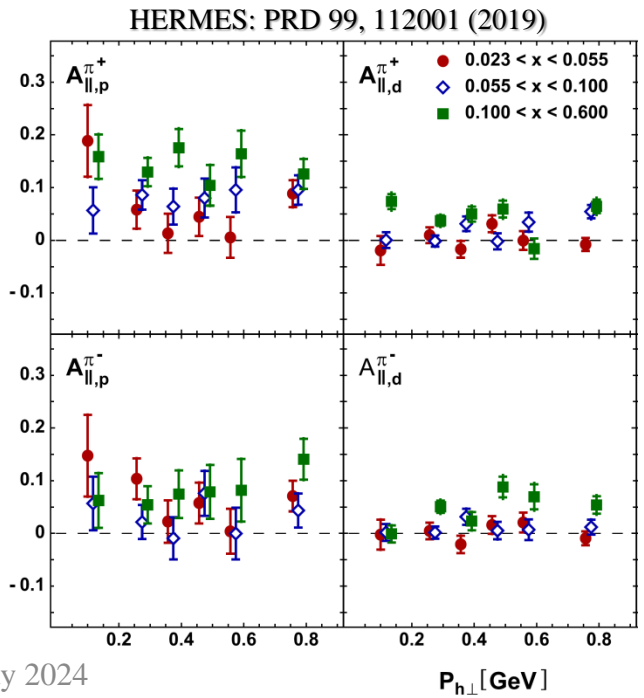 HERMES: PRD 99, 112001 (2019)
A∥,p^π+
A∥,d^π+
0.023 < x < 0.055
0.055 < x < 0.100
0.100 < x < 0.600
0.3
0.2
0.1
0
- 0.1
A∥,p^π-
A∥,d^π-
0.3
0.2
0.1
0
- 0.1
0.2 0.4 0.6 0.8 0.2 0.4 0.6 0.8
2024
P_h⊥ [GeV]